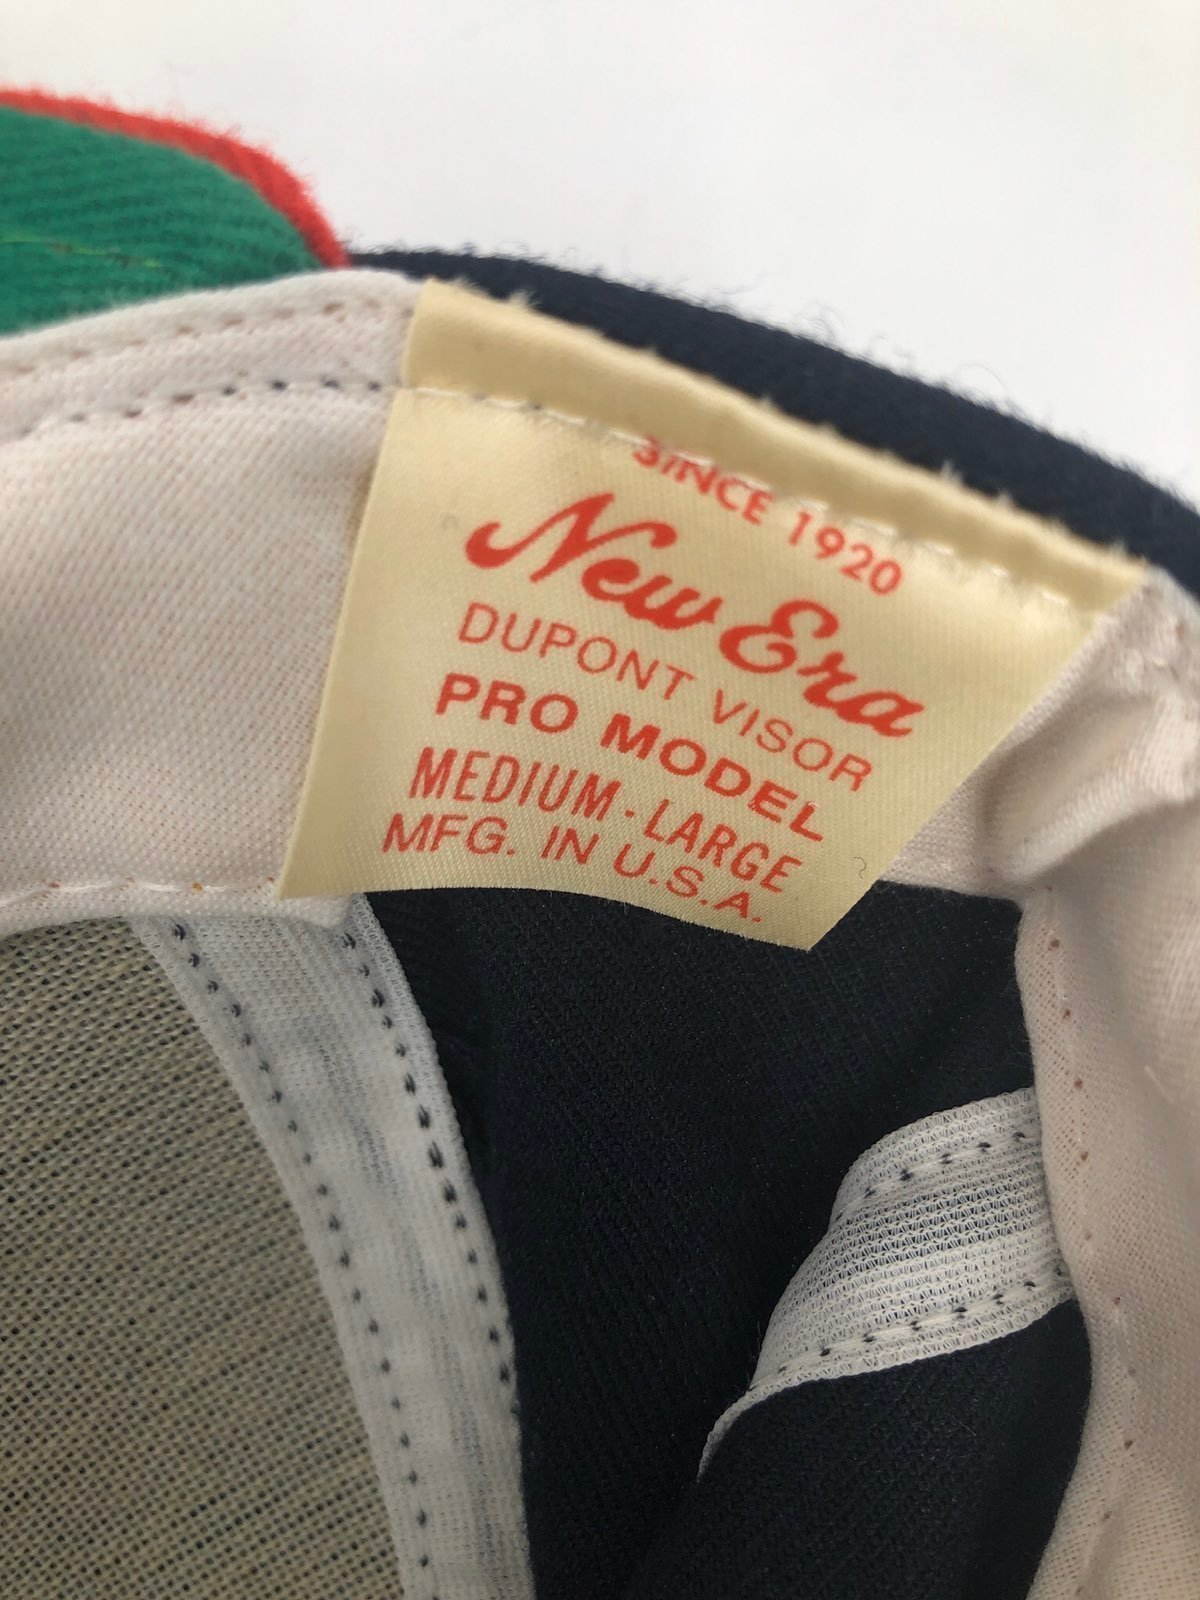 SINCE 1920
New Era
DUPONT VISOR
PRO MODEL
MEDIUM - LARGE
MFG. IN U.S.A.